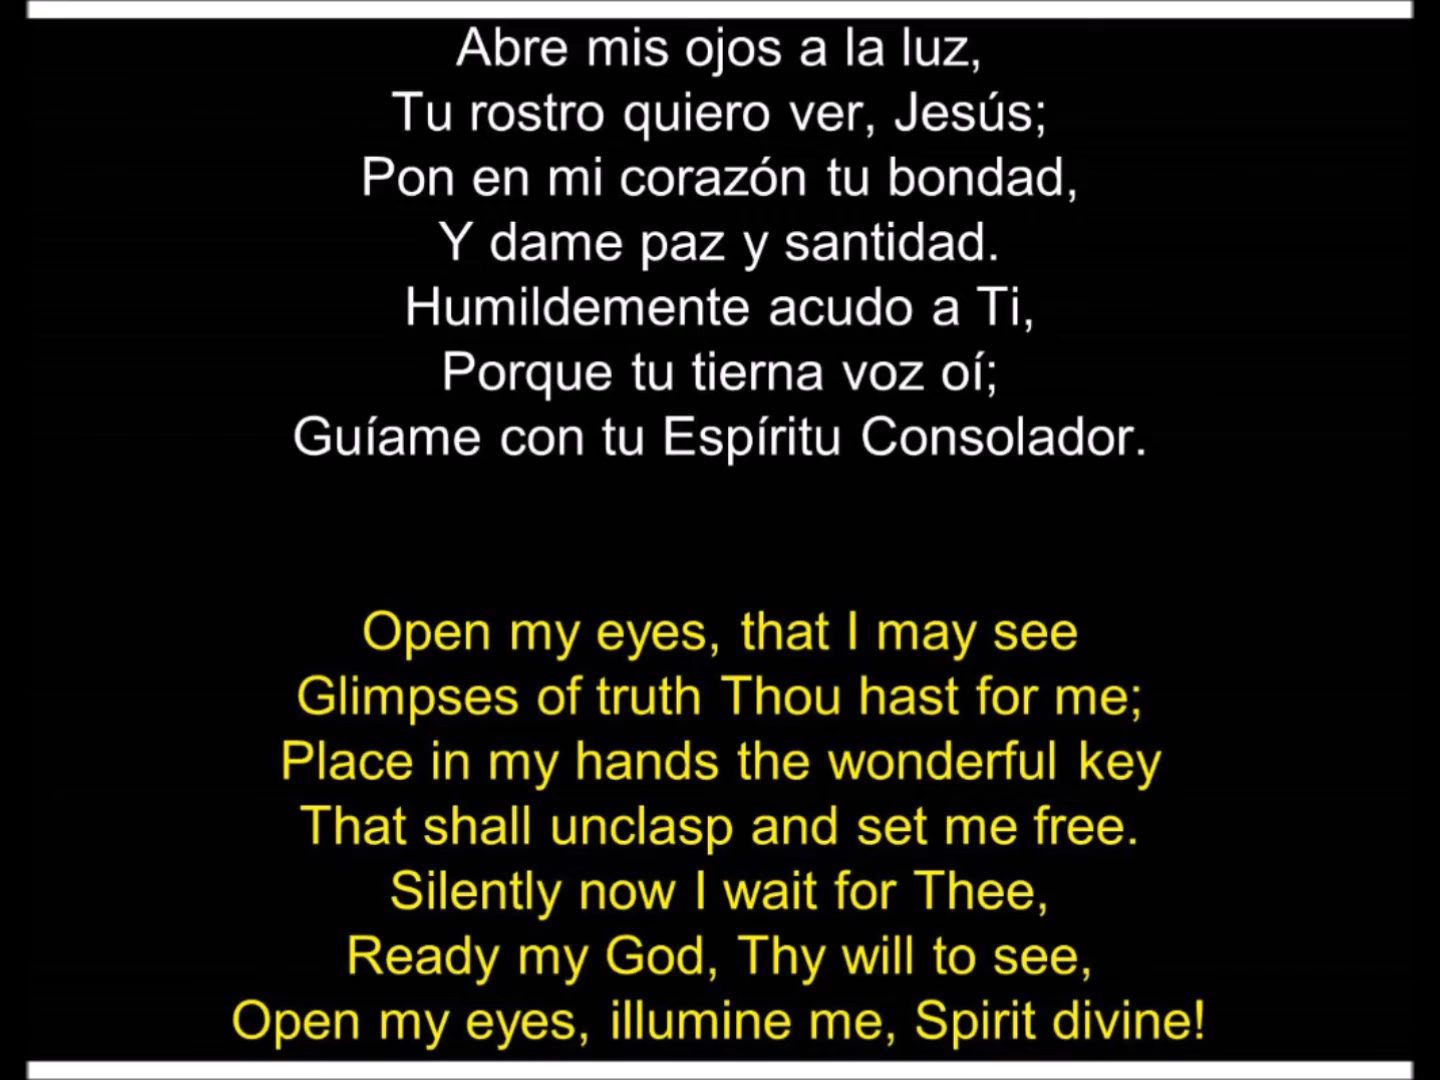 Abre mis ojos a la luz,
Tu rostro quiero ver, Jesús;
Pon en mi corazón tu bondad,
Y dame paz y santidad.
Humildemente acudo a Ti,
Porque tu tierna voz oí;
Guíame con tu Espíritu Consolador.
Open my eyes, that I may see
Glimpses of truth Thou hast for me;
Place in my hands the wonderful key
That shall unclasp and set me free.
Silently now I wait for Thee,
Ready my God, Thy will to see,
Open my eyes, illumine me, Spirit divine!